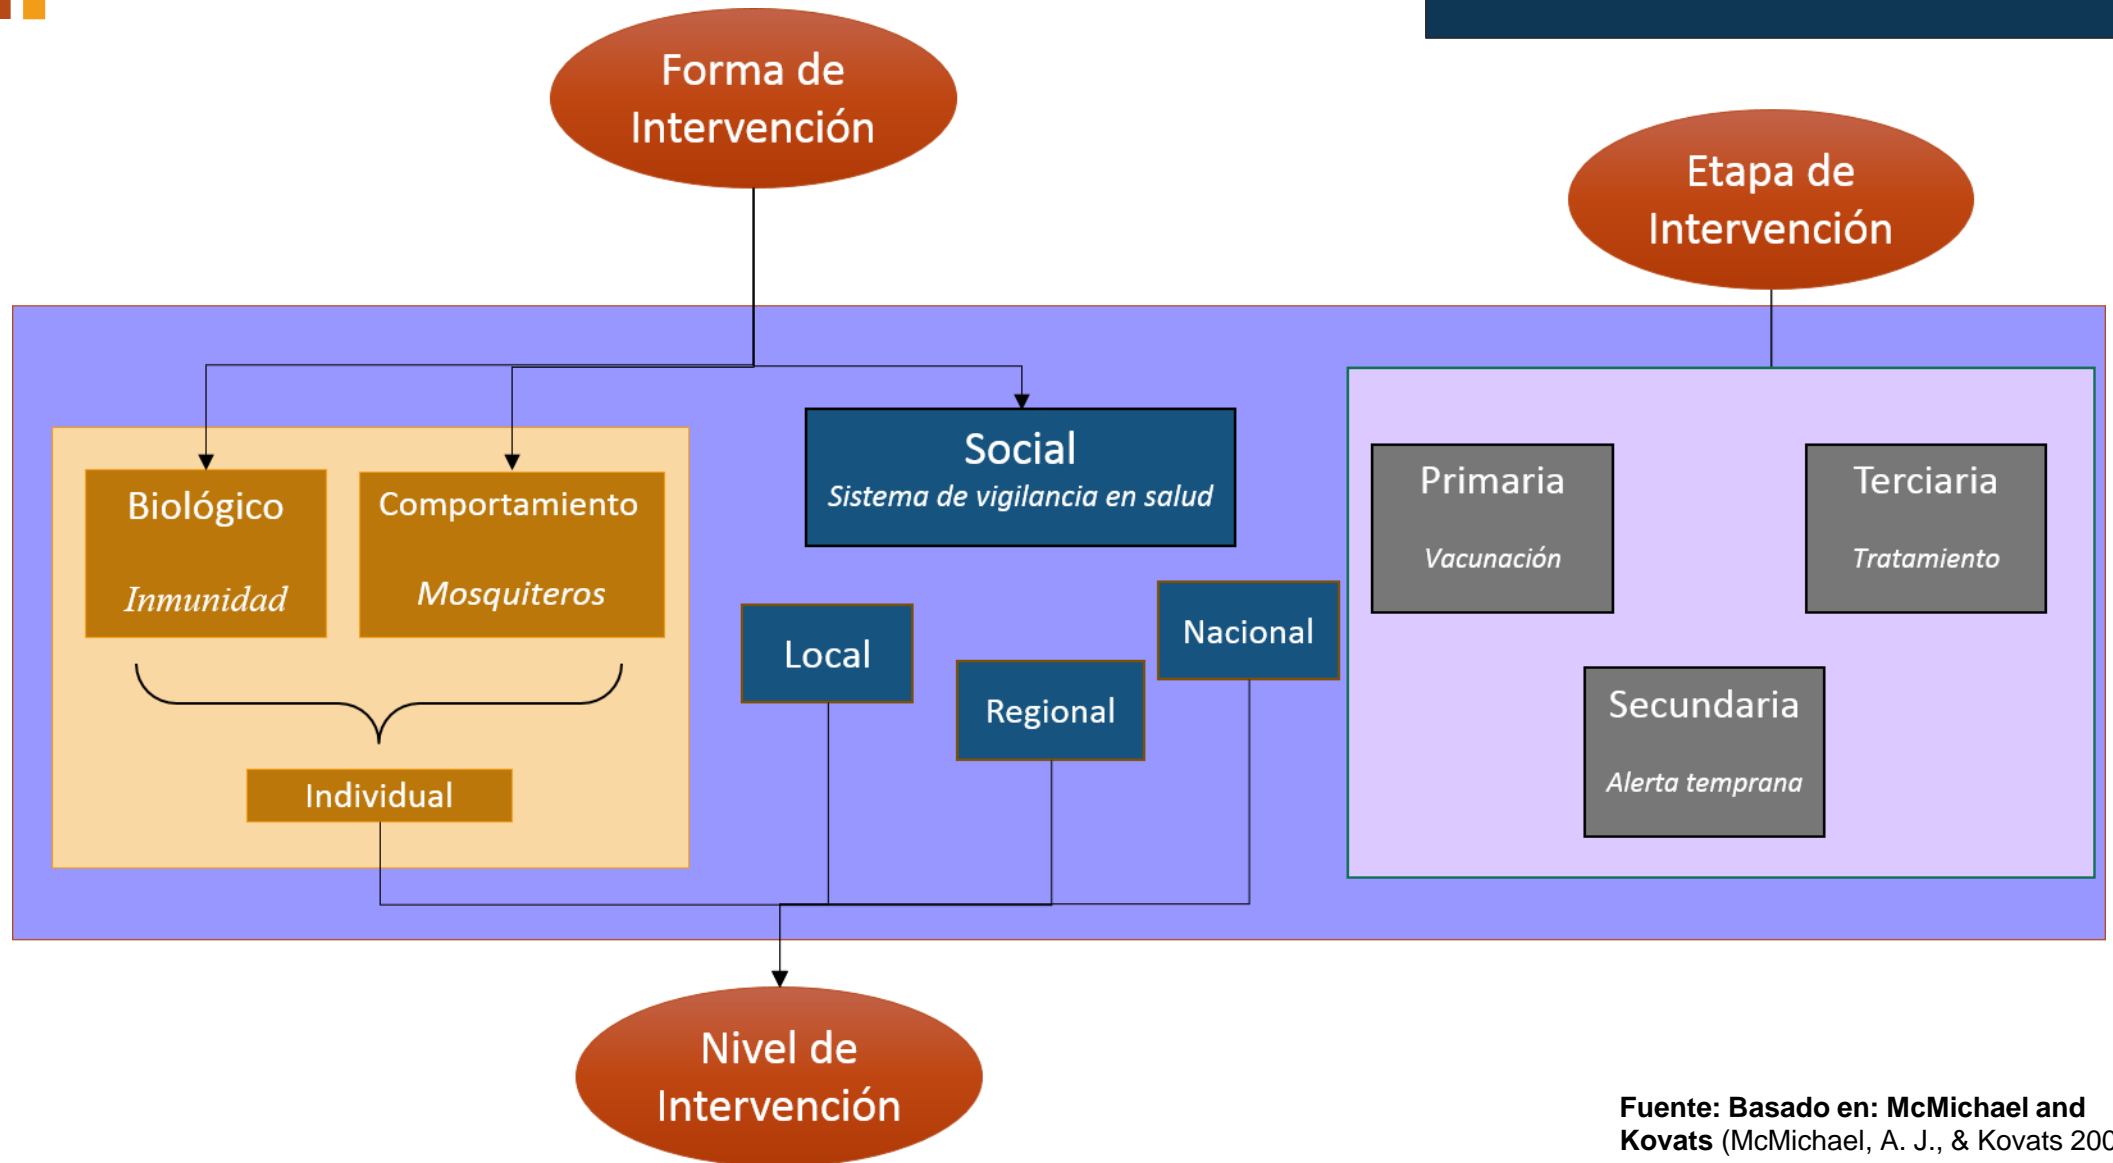 Forma de
Intervención
Etapa de
Intervención
Biológico
Inmunidad
Comportamiento
Mosquiteros
Individual
Social
Sistema de vigilancia en salud
Local
Regional
Nacional
Primaria
Vacunación
Terciaria
Tratamiento
Secundaria
Alerta temprana
Nivel de
Intervención
Fuente: Basado en: McMichael and
Kovats (McMichael, A. J., & Kovats 200